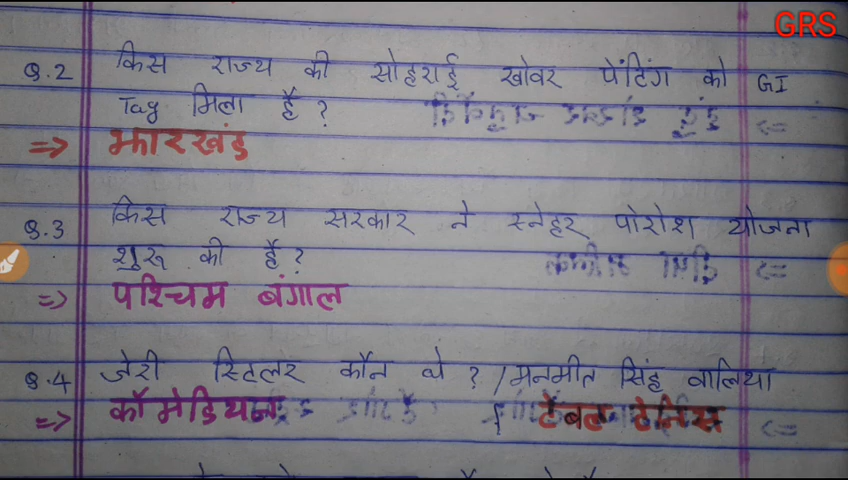 GRS
Q.2 किस राज्य की सोहराई खोवर पेंटिंग को GI
Tag मिला है ?
=> झारखंड
Q.3 किस राज्य सरकार ने स्नेहर पोरोश योजना
शुरू की है ?
=> पश्चिम बंगाल
Q.4 जेरी स्टिलर कौन थे ? / मनमीत सिंह वालिया
=> कॉमेडियन / टेबल टेनिस